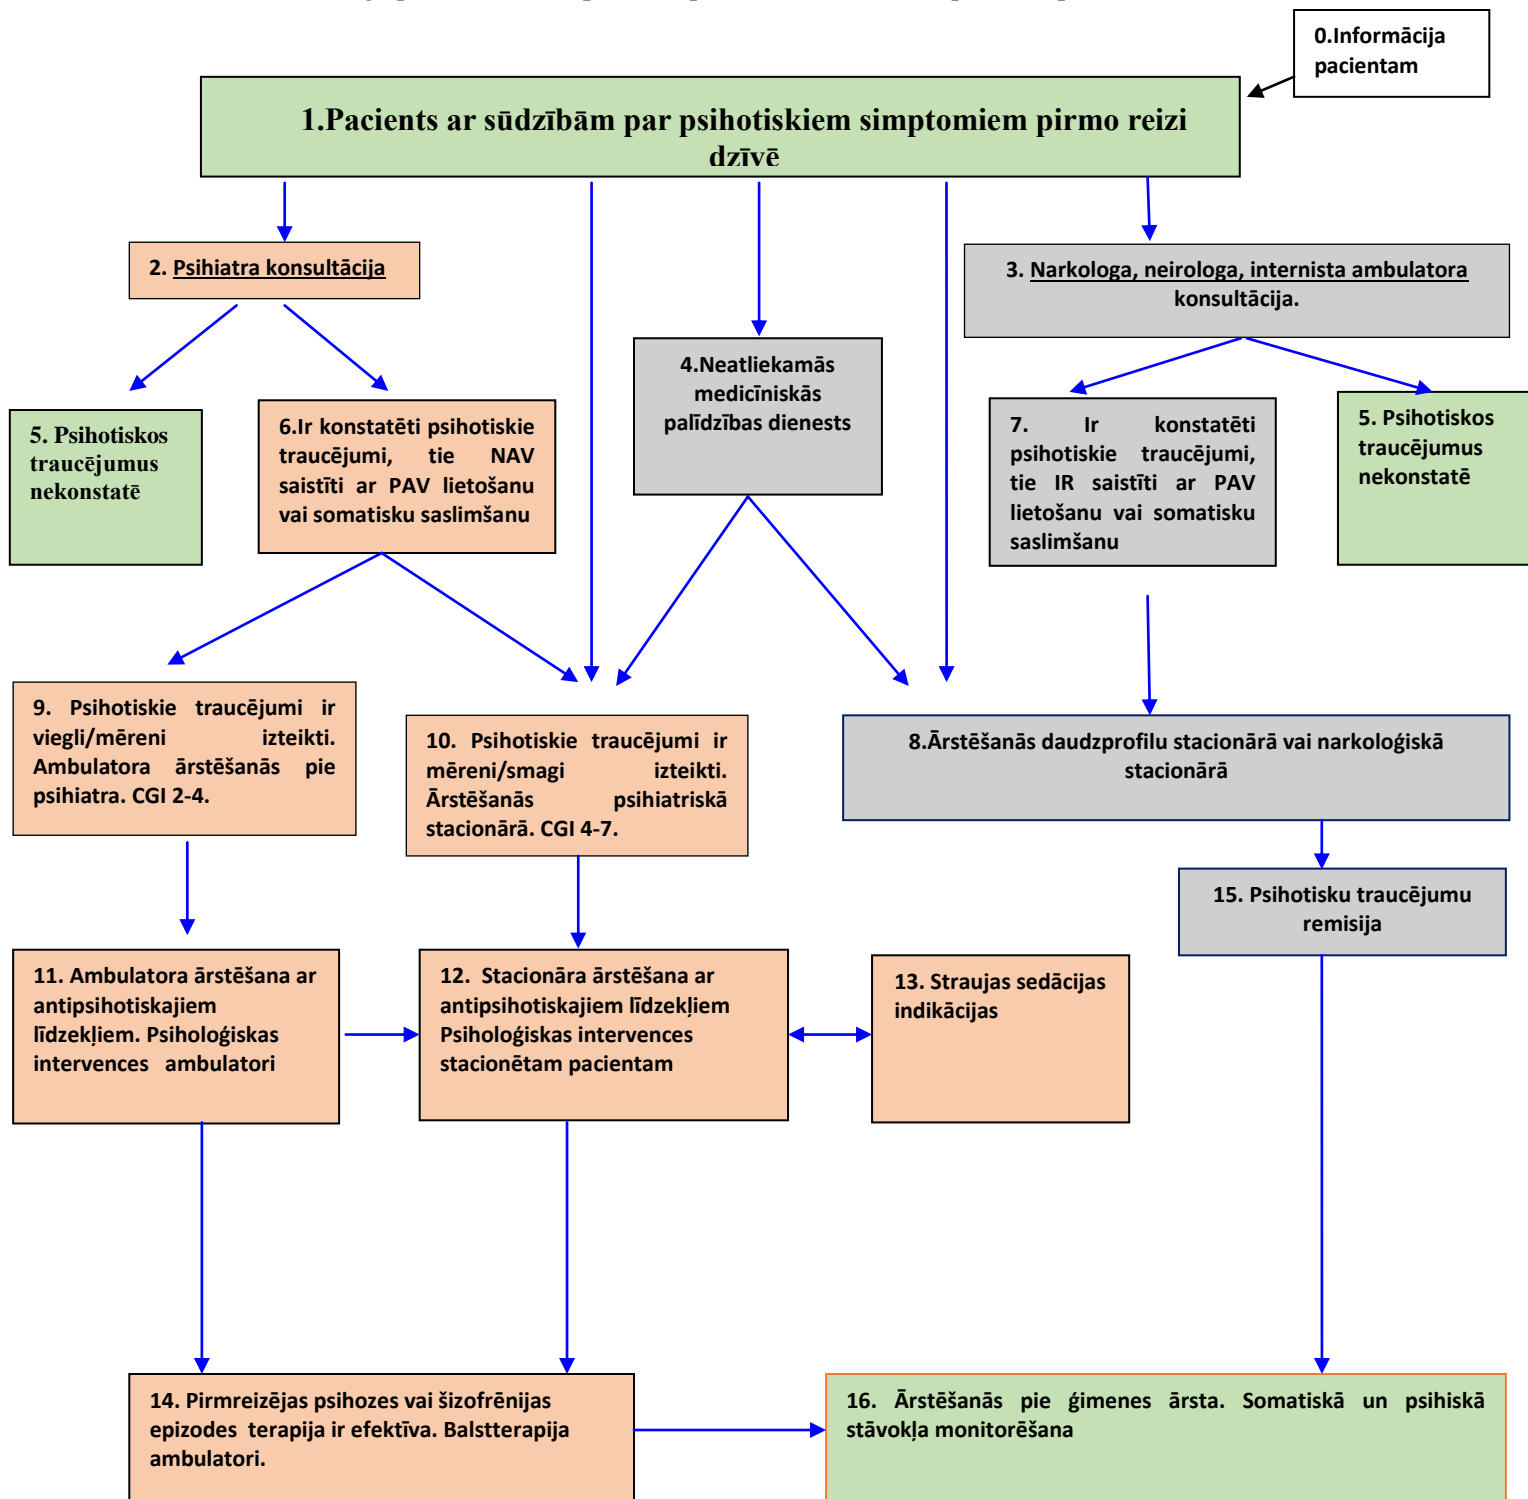 0.Informācija
pacientam
1.Pacients ar sūdzībām par psihotiskiem simptomiem pirmo reizi
dzīvē
2. Psihiatra konsultācija
3. Narkologa, neirologa, internista ambulatora
konsultācija.
4.Neatliekamās
medicīniskās
palīdzības dienests
5. Psihotiskos
traucējumus
nekonstatē
6.Ir konstatēti psihotiskie
traucējumi, tie NAV
saistīti ar PAV lietošanu
vai somatisku saslimšanu
7. Ir konstatēti
psihotiskie traucējumi,
tie IR saistīti ar PAV
lietošanu vai somatisku
saslimšanu
5. Psihotiskos
traucējumus
nekonstatē
9. Psihotiskie traucējumi ir
viegli/mēreni izteikti.
Ambulatora ārstēšanās pie
psihiatra. CGI 2-4.
10. Psihotiskie traucējumi ir
mēreni/smagi izteikti.
Ārstēšanās psihiatriskā
stacionārā. CGI 4-7.
8.Ārstēšanās daudzprofilu stacionārā vai narkoloģiskā
stacionārā
15. Psihotisku traucējumu
remisija
11. Ambulatora ārstēšana ar
antipsihotiskajiem
līdzekļiem. Psiholoģiskas
intervences ambulatori
12. Stacionāra ārstēšana ar
antipsihotiskajiem līdzekļiem
Psiholoģiskas intervences
stacionētam pacientam
13. Straujas sedācijas
indikācijas
14. Pirmreizējas psihozes vai šizofrēnijas
epizodes terapija ir efektīva. Balstterapija
ambulatori.
16. Ārstēšanās pie ģimenes ārsta. Somatiskā un psihiskā
stāvokļa monitorēšana